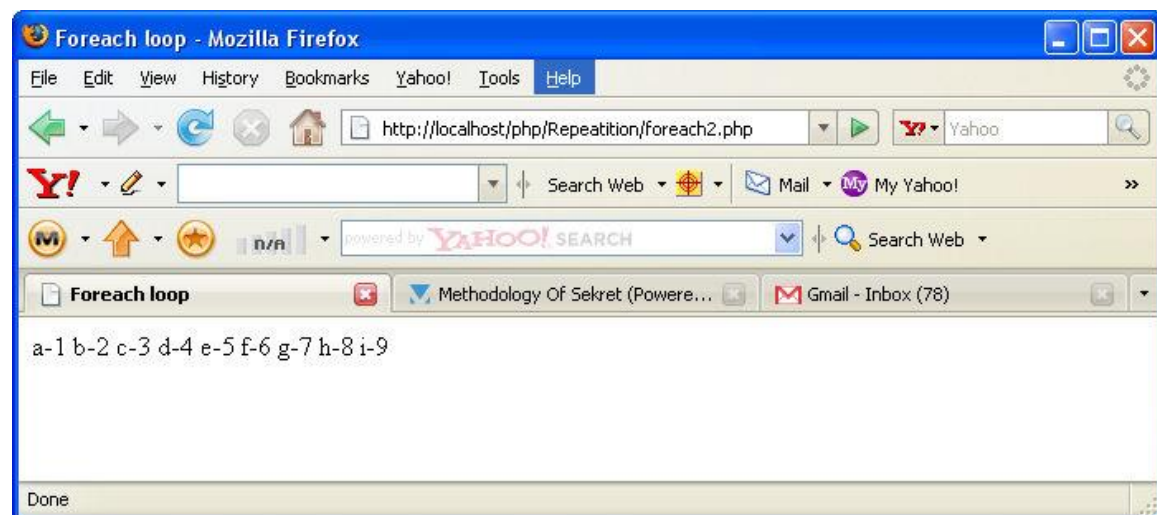 Foreach loop - Mozilla Firefox
File Edit View History Bookmarks Yahoo! Tools Help
http://localhost/php/Repeatition/foreach2.php Y? Yahoo
Y! Search Web Mail My My Yahoo! »
M n/a powered by YAHOO! SEARCH Search Web
Foreach loop Methodology Of Sekret (Powere... Gmail - Inbox (78)
a-1 b-2 c-3 d-4 e-5 f-6 g-7 h-8 i-9
Done